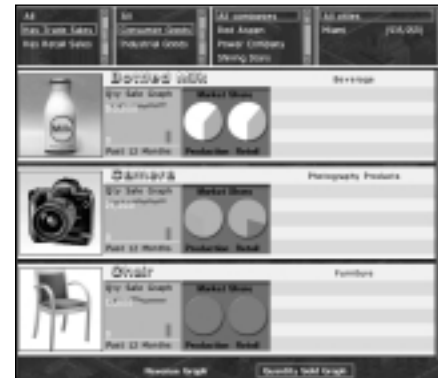 All
Has Trade Sales
Has Retail Sales
All
Consumer Goods
Industrial Goods
All companies
Best Aspen
Power Company
Shining Stars
All cities
Miami
Bottled Milk
Beverage
Qty Sale Graph
Market Share
Milk
Past 12 Months
Production Retail
Camera
Photography Products
Qty Sale Graph
Market Share
Past 12 Months
Production Retail
Chair
Furniture
Qty Sale Graph
Market Share
Past 12 Months
Production Retail
Revenue Graph
Quantity Sold Graph